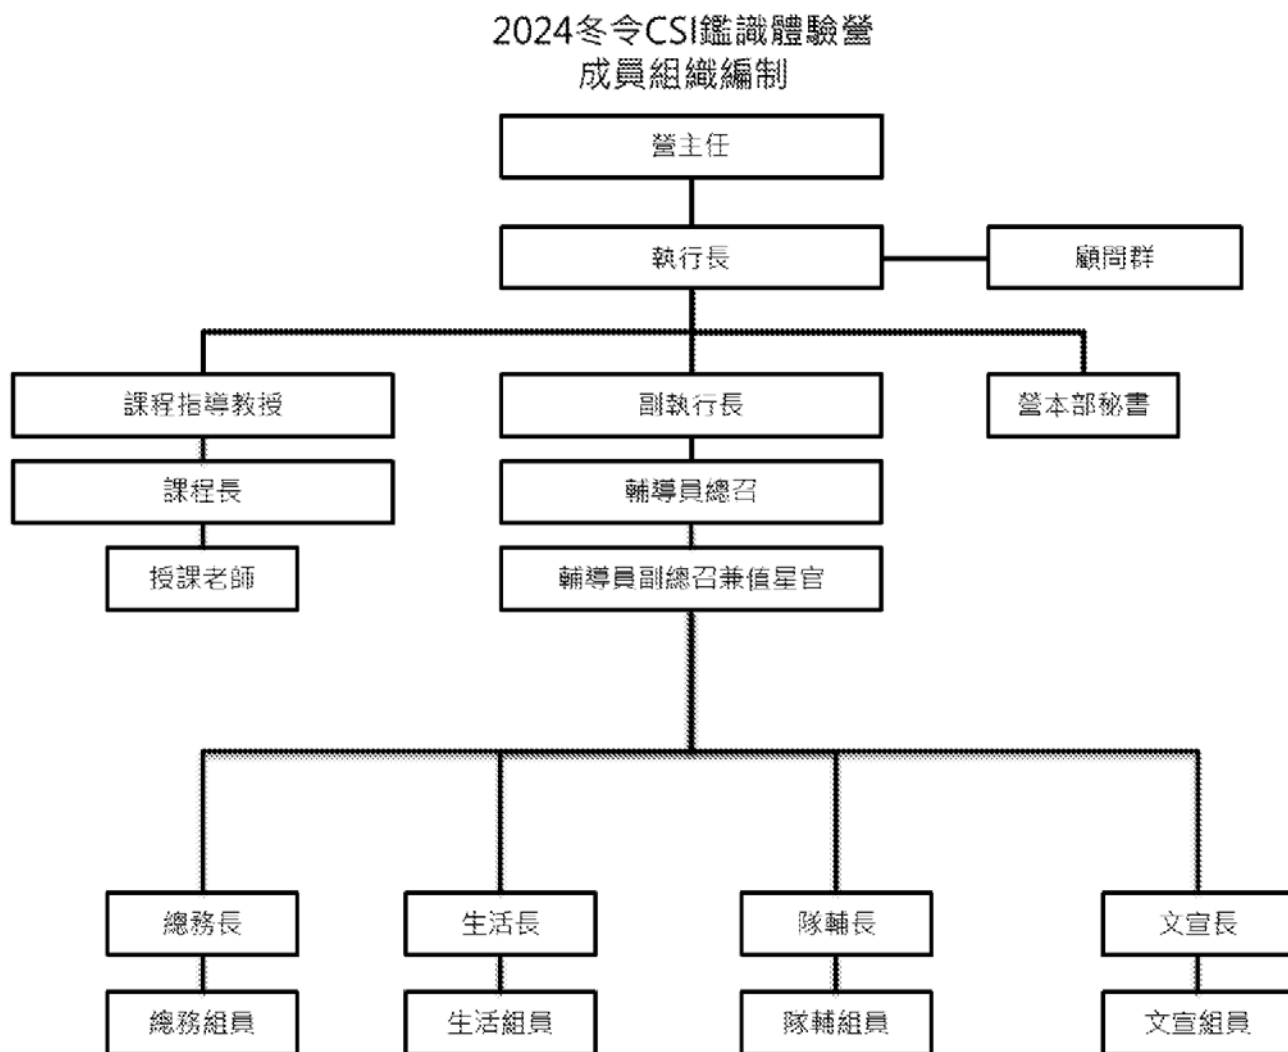 2024冬令CSI鑑識體驗營
成員組織編制
營主任
執行長
顧問群
課程指導教授
副執行長
營本部秘書
課程長
輔導員總召
授課老師
輔導員副總召兼值星官
總務長
生活長
隊輔長
文宣長
總務組員
生活組員
隊輔組員
文宣組員